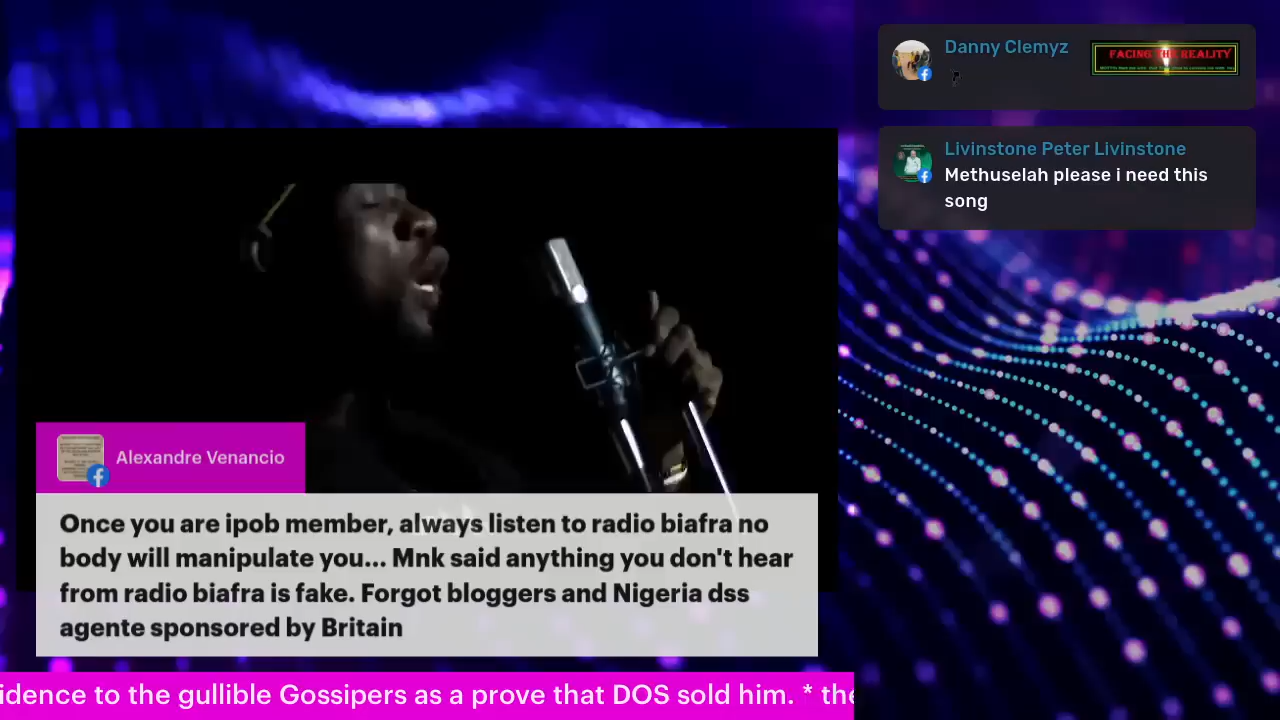 Danny Clemyz
FACING THE REALITY
Livinstone Peter Livinstone
Methuselah please i need this
song
Alexandre Venancio
Once you are ipob member, always listen to radio biafra no
body will manipulate you... Mnk said anything you don't hear
from radio biafra is fake. Forgot bloggers and Nigeria dss
agente sponsored by Britain
idence to the gullible Gossipers as a prove that DOS sold him. * the